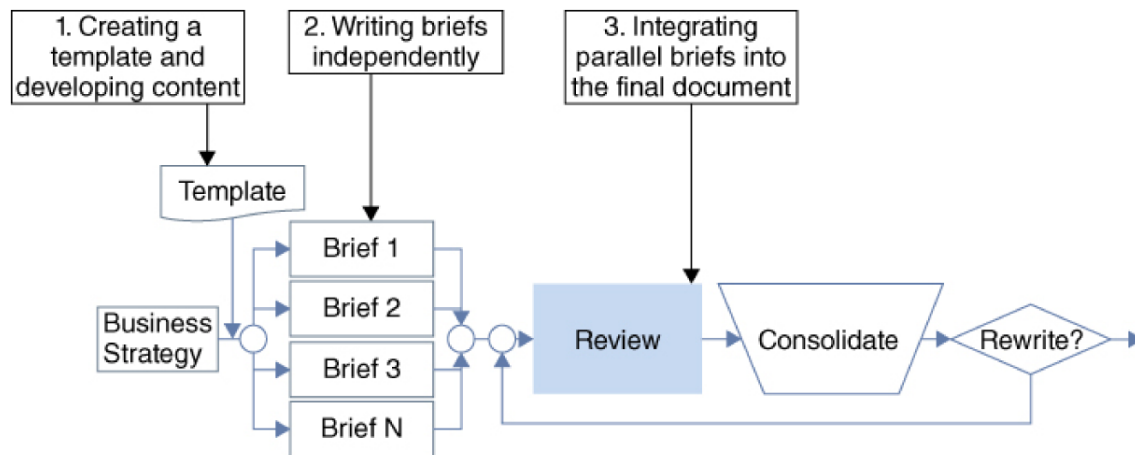 1. Creating a
template and
developing content
2. Writing briefs
independently
3. Integrating
parallel briefs into
the final document
Template
Brief 1
Brief 2
Brief 3
Brief N
Business
Strategy
Review
Consolidate
Rewrite?